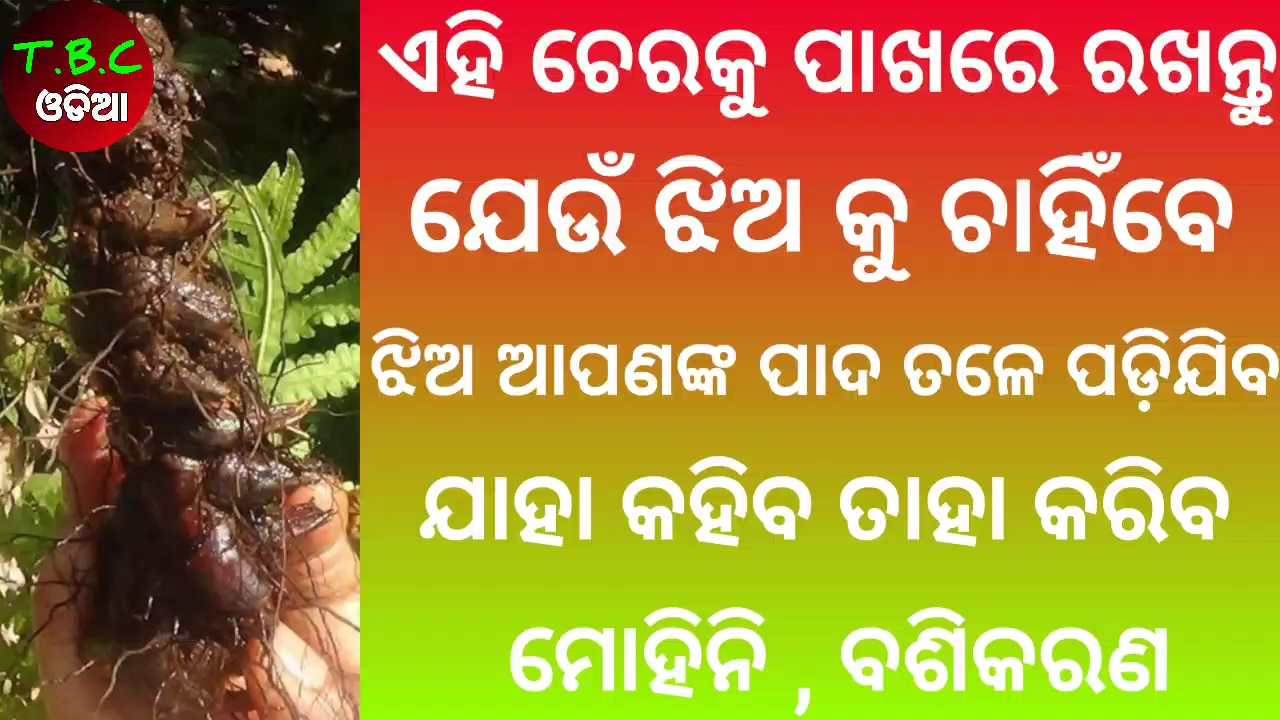 T.B.C
ଓଡିଆ
ଏହି ଚେରକୁ ପାଖରେ ରଖନ୍ତୁ
ଯେଉଁ ଝିଅ କୁ ଚାହିଁବେ
ଝିଅ ଆପଣଙ୍କ ପାଦ ତଳେ ପଡ଼ିଯିବ
ଯାହା କହିବ ତାହା କରିବ
ମୋହିନି , ବଶିକରଣ